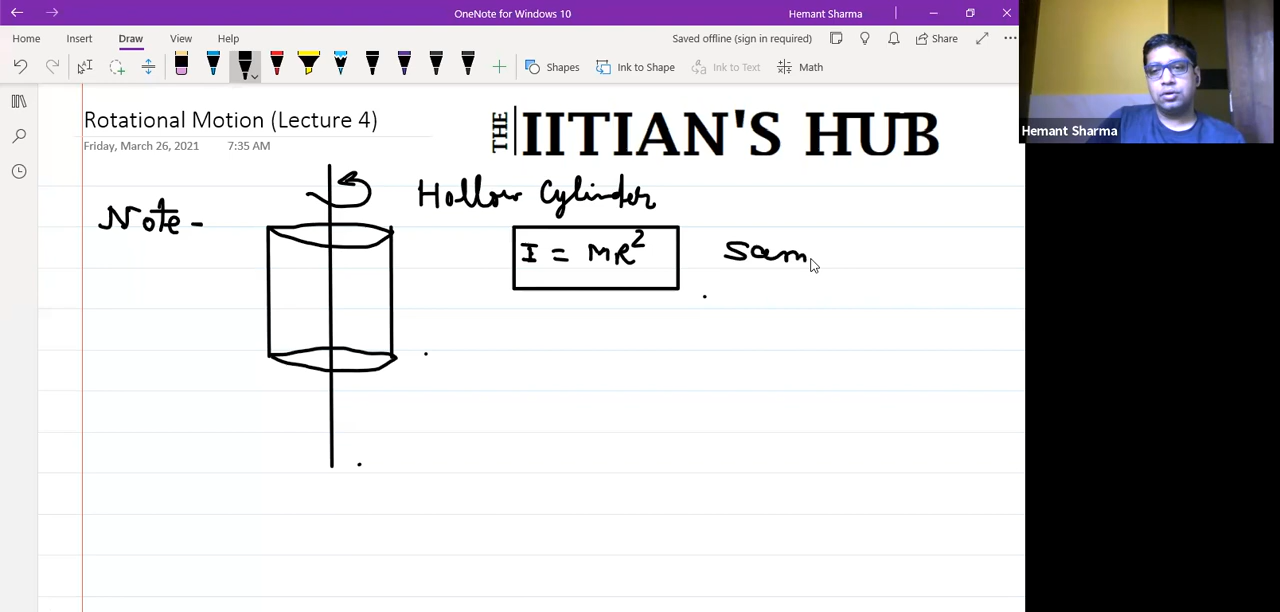 OneNote for Windows 10
Hemant Sharma
Home Insert Draw View Help
Saved offline (sign in required)
Share
Shapes
Ink to Shape
Ink to Text
Math
Rotational Motion (Lecture 4)
Friday, March 26, 2021 7:35 AM
THE IITIAN'S HUB
Hemant Sharma
Note -
Hollow Cylinder
I = MR²
Sam